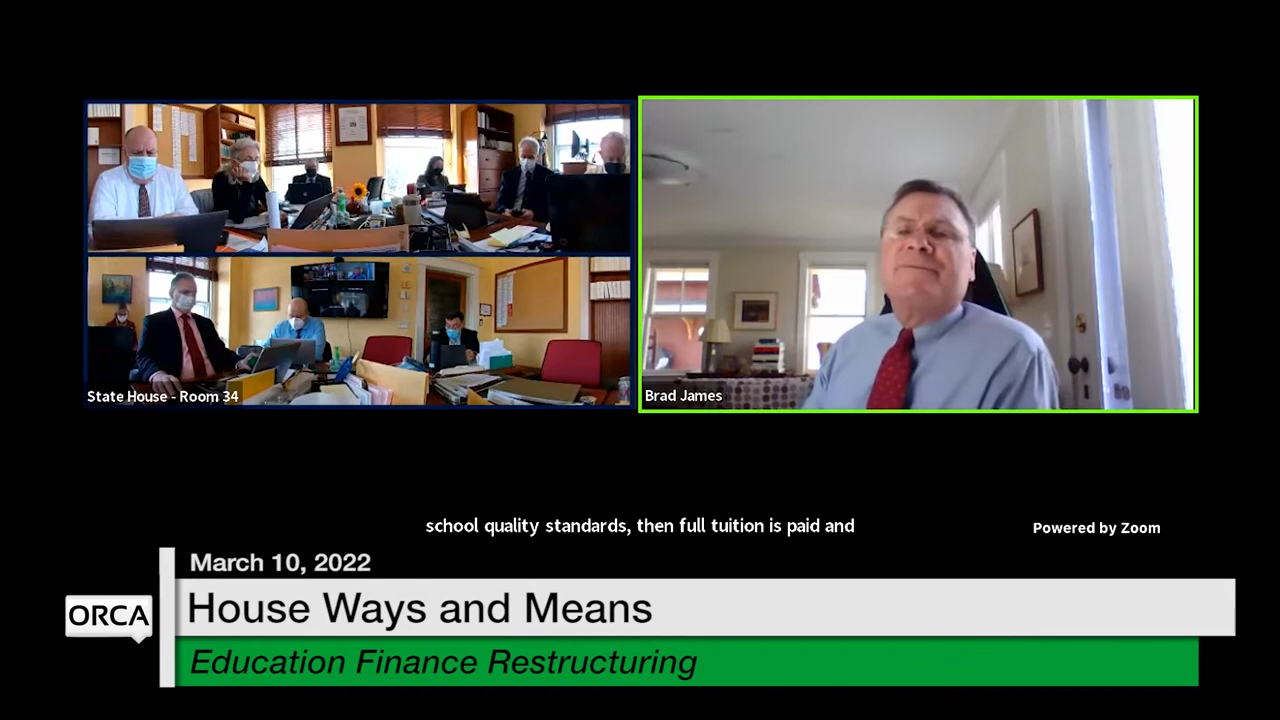 State House - Room 34
Brad James
school quality standards, then full tuition is paid and
Powered by Zoom
March 10, 2022
ORCA
House Ways and Means
Education Finance Restructuring